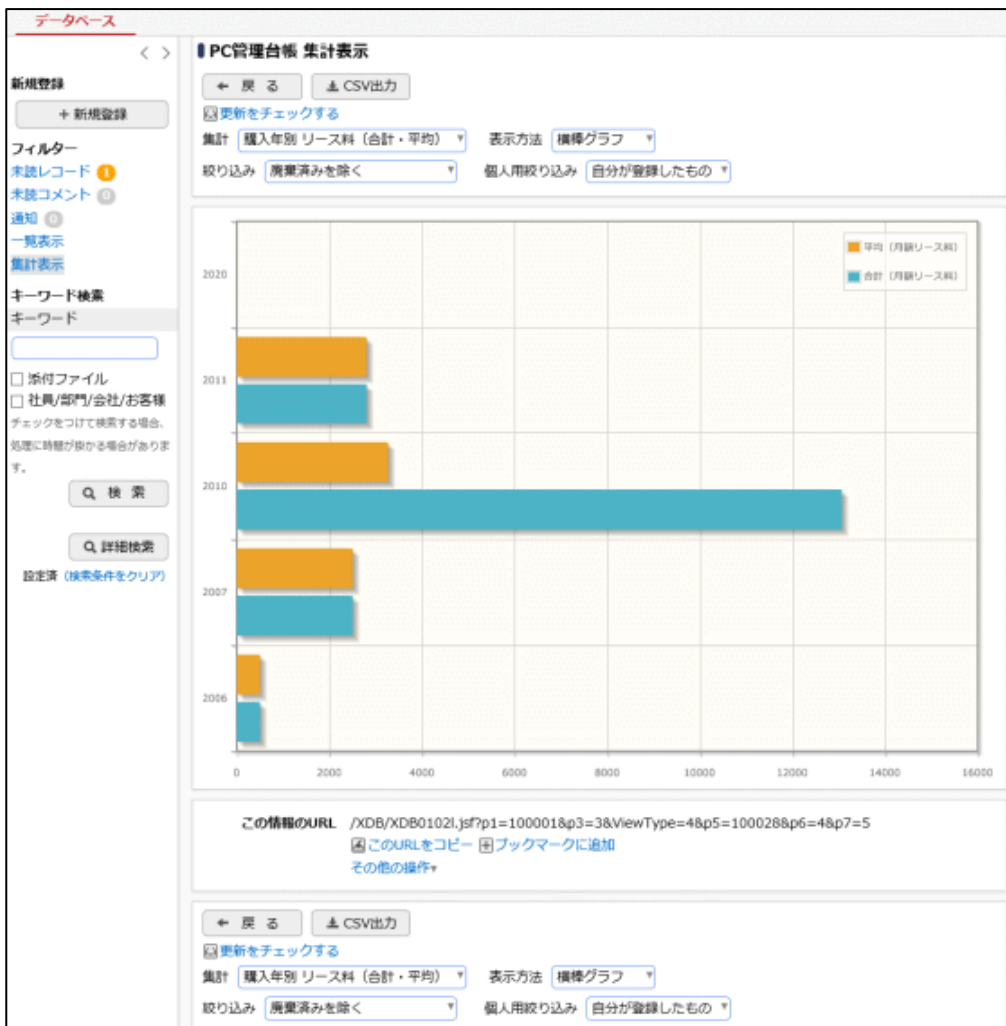 データベース
< >
新規登録
+ 新規登録
フィルター
未読レコード 1
未読コメント 0
通知 0
一覧表示
集計表示
キーワード検索
キーワード
添付ファイル
社員/部門/会社/お客様
チェックをつけて検索する場合、
処理に時間が掛かる場合がありま
す。
検 索
詳細検索
設定済 (検索条件をクリア)
PC管理台帳 集計表示
← 戻 る
CSV出力
更新をチェックする
集計 購入年別 リース料（合計・平均） 表示方法 横棒グラフ
絞り込み 廃棄済みを除く 個人用絞り込み 自分が登録したもの
平均（月額リース料）
合計（月額リース料）
2020
2011
2010
2007
2006
0 2000 4000 6000 8000 10000 12000 14000 16000
この情報のURL /XDB/XDB0102l.jsf?p1=100001&p3=3&ViewType=4&p5=100028&p6=4&p7=5
このURLをコピー ブックマークに追加
その他の操作▾
← 戻 る
CSV出力
更新をチェックする
集計 購入年別 リース料（合計・平均） 表示方法 横棒グラフ
絞り込み 廃棄済みを除く 個人用絞り込み 自分が登録したもの